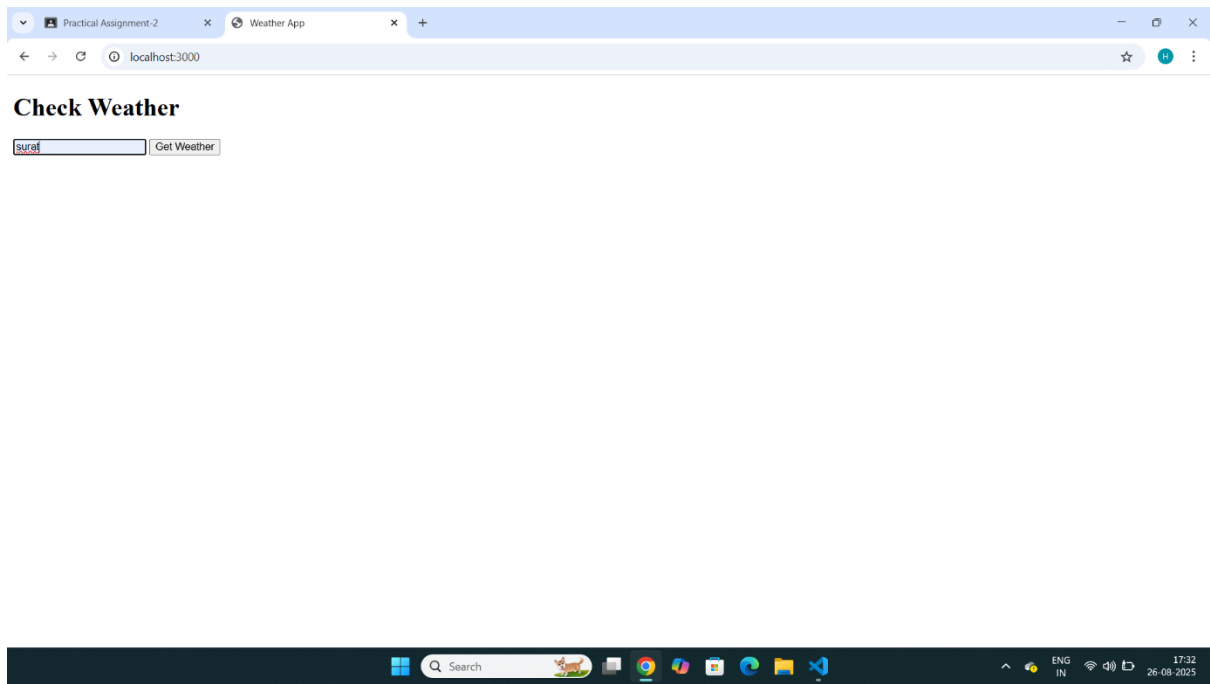 Practical Assignment-2
Weather App
localhost:3000
H
Check Weather
surat Get Weather
Search
ENG 17:32
IN 26-08-2025